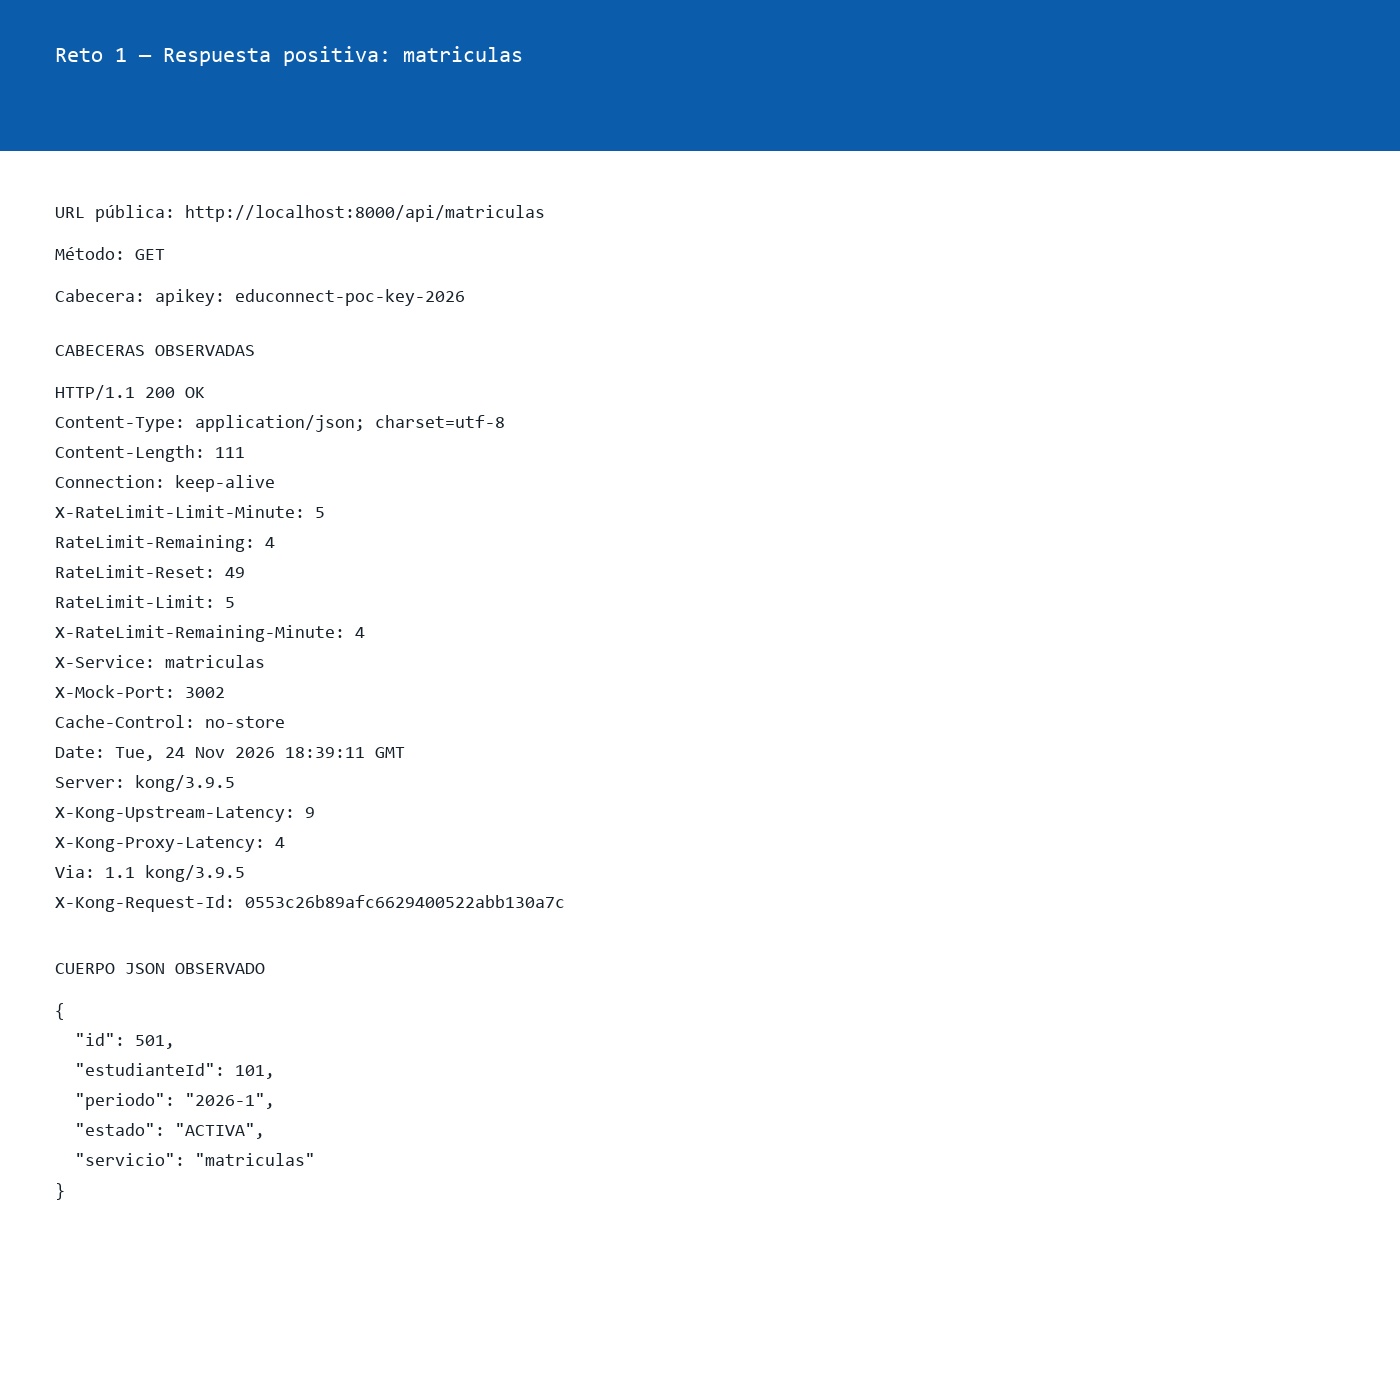 Reto 1 — Respuesta positiva: matriculas
URL pública: http://localhost:8000/api/matriculas
Método: GET
Cabecera: apikey: educonnect-poc-key-2026
CABECERAS OBSERVADAS
HTTP/1.1 200 OK
Content-Type: application/json; charset=utf-8
Content-Length: 111
Connection: keep-alive
X-RateLimit-Limit-Minute: 5
RateLimit-Remaining: 4
RateLimit-Reset: 49
RateLimit-Limit: 5
X-RateLimit-Remaining-Minute: 4
X-Service: matriculas
X-Mock-Port: 3002
Cache-Control: no-store
Date: Tue, 24 Nov 2026 18:39:11 GMT
Server: kong/3.9.5
X-Kong-Upstream-Latency: 9
X-Kong-Proxy-Latency: 4
Via: 1.1 kong/3.9.5
X-Kong-Request-Id: 0553c26b89afc6629400522abb130a7c
CUERPO JSON OBSERVADO
{
  "id": 501,
  "estudianteId": 101,
  "periodo": "2026-1",
  "estado": "ACTIVA",
  "servicio": "matriculas"
}